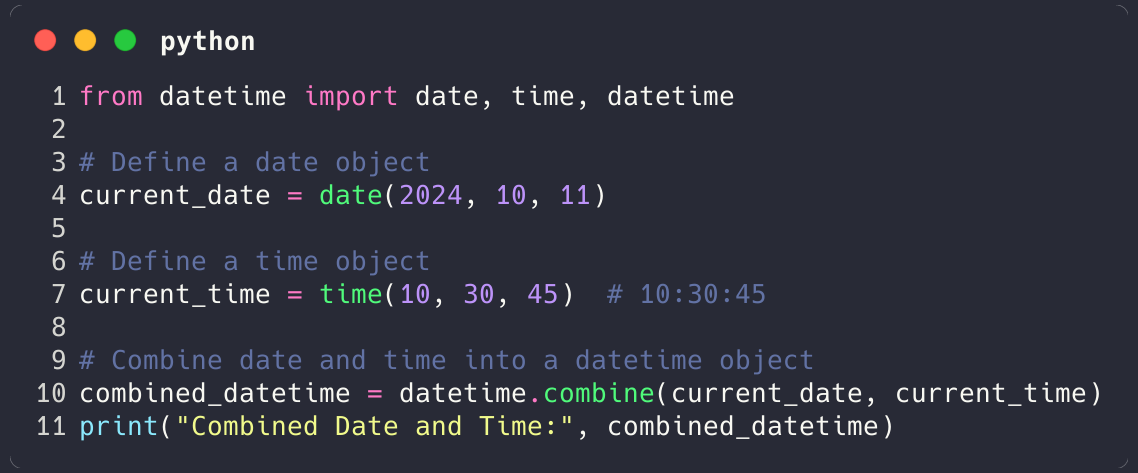 python
1 from datetime import date, time, datetime
2
3 # Define a date object
4 current_date = date(2024, 10, 11)
5
6 # Define a time object
7 current_time = time(10, 30, 45)  # 10:30:45
8
9 # Combine date and time into a datetime object
10 combined_datetime = datetime.combine(current_date, current_time)
11 print("Combined Date and Time:", combined_datetime)